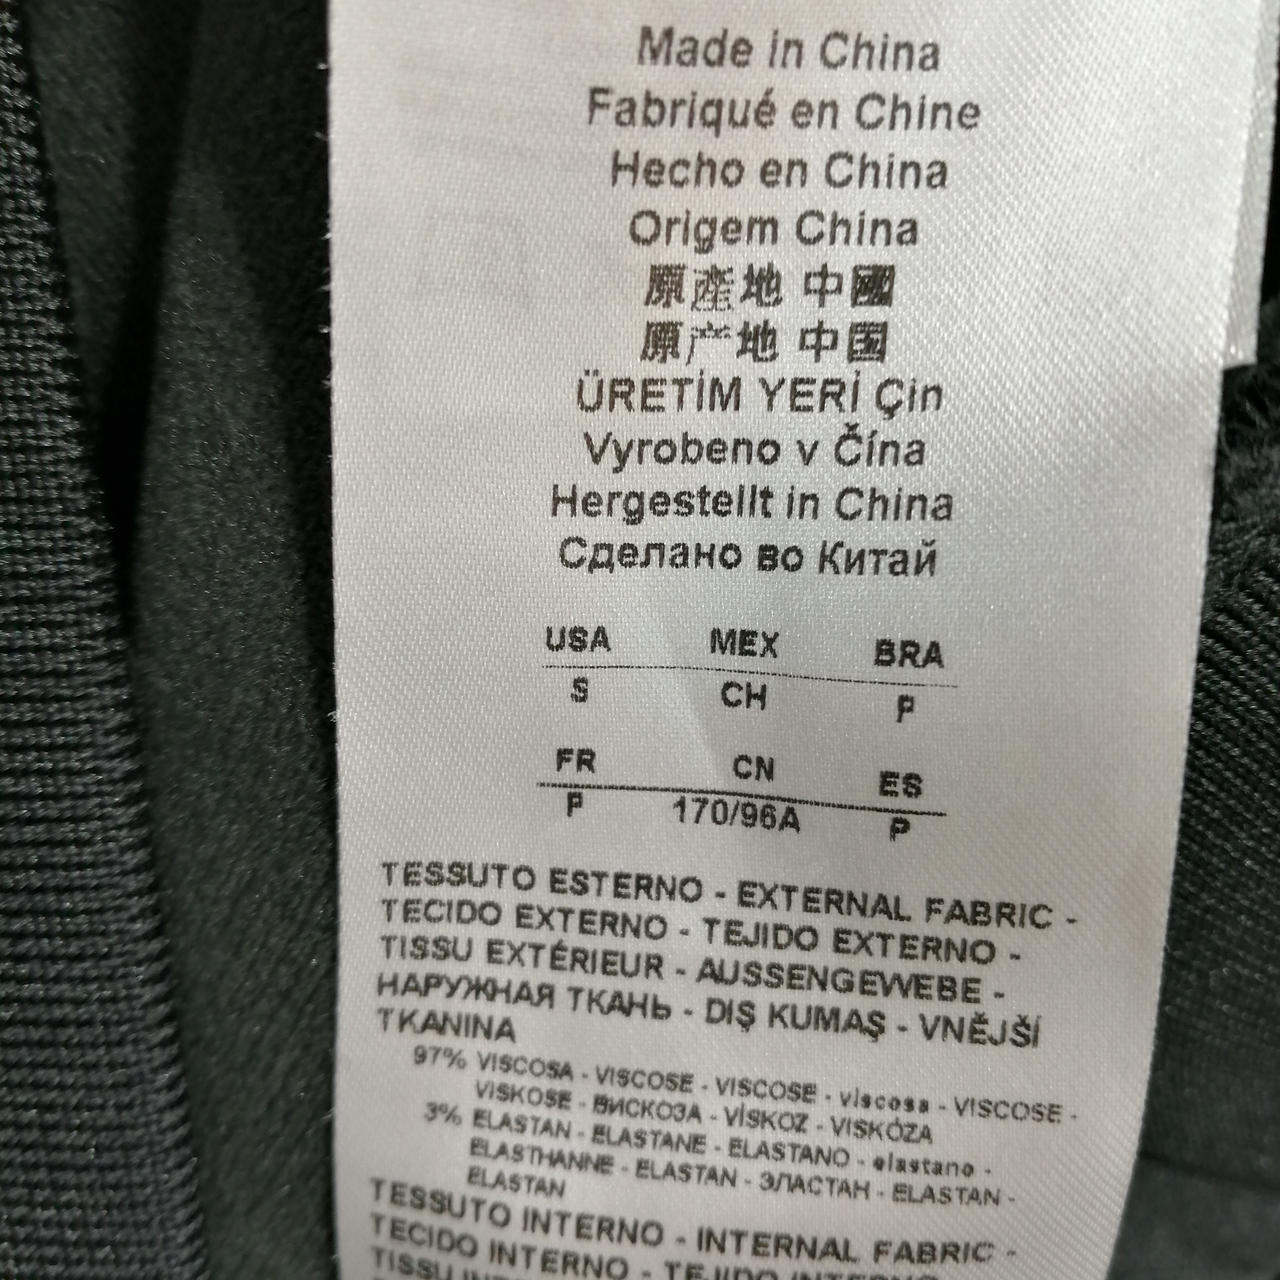 Made in China
Fabriqué en Chine
Hecho en China
Origem China
原產地 中國
原产地 中国
ÜRETİM YERİ Çin
Vyrobeno v Čína
Hergestellt in China
Сделано во Китай
USA MEX BRA
S CH P
FR CN ES
P 170/96A P
TESSUTO ESTERNO - EXTERNAL FABRIC -
TECIDO EXTERNO - TEJIDO EXTERNO -
TISSU EXTÉRIEUR - AUSSENGEWEBE -
НАРУЖНАЯ ТКАНЬ - DIŞ KUMAŞ - VNĚJŠÍ
TKANINA
97% VISCOSA - VISCOSE - VISCOSE - viscosa - VISCOSE -
VISKOSE - ВИСКОЗА - VİSKOZ - VISKÓZA
3% ELASTAN - ELASTANE - ELASTANO - elastano -
ELASTHANNE - ELASTAN - ЭЛАСТАН - ELASTAN -
ELASTAN
TESSUTO INTERNO - INTERNAL FABRIC -
TECIDO INTERNO - TEJIDO INTERNO -
TISSU